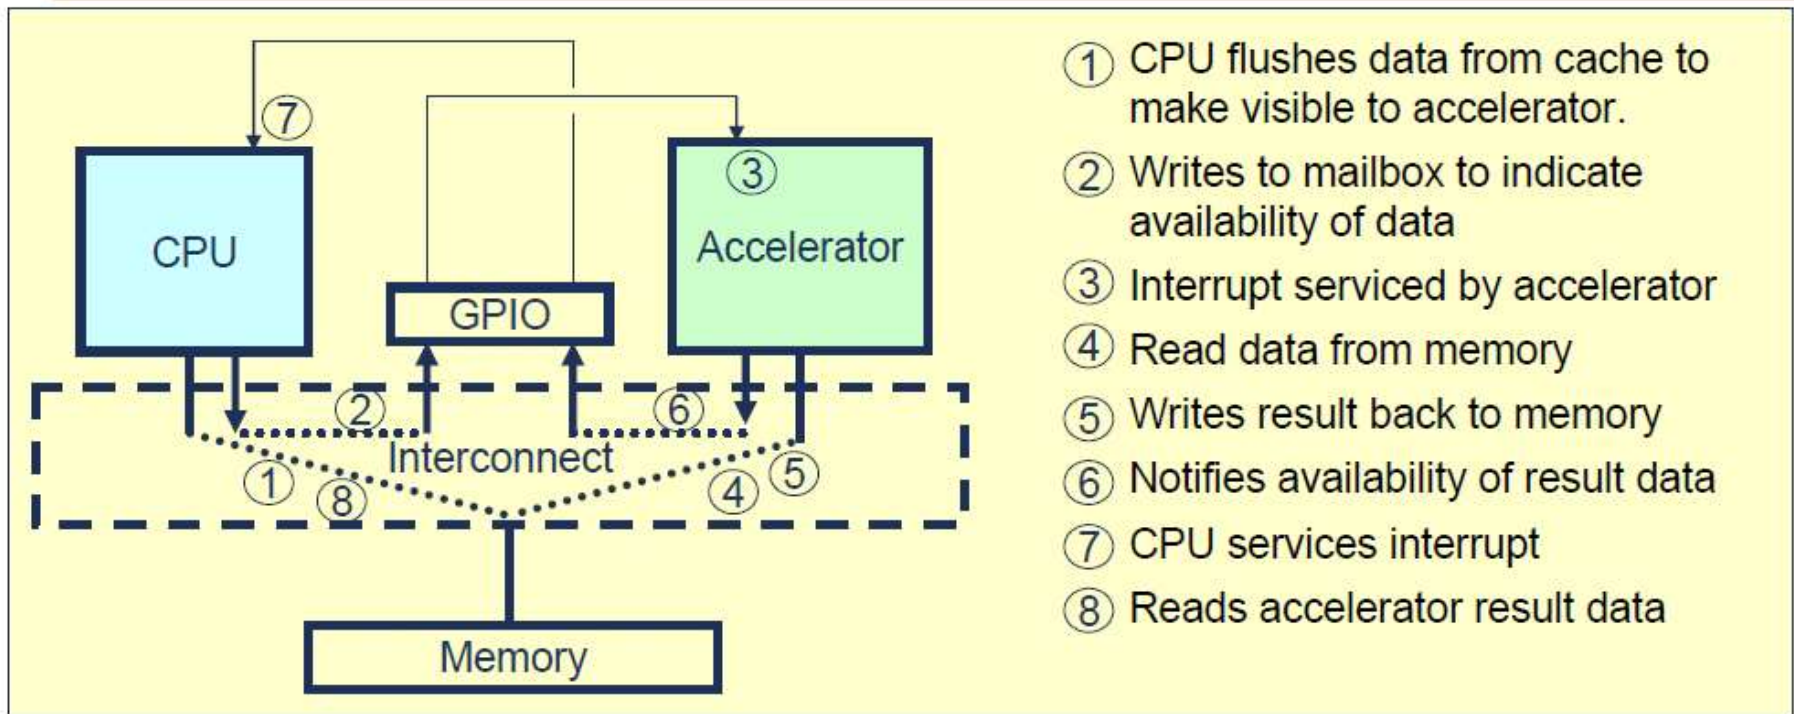 7
CPU
3
Accelerator
GPIO
2
6
Interconnect
1
8
4
5
Memory
1 CPU flushes data from cache to
make visible to accelerator.
2 Writes to mailbox to indicate
availability of data
3 Interrupt serviced by accelerator
4 Read data from memory
5 Writes result back to memory
6 Notifies availability of result data
7 CPU services interrupt
8 Reads accelerator result data